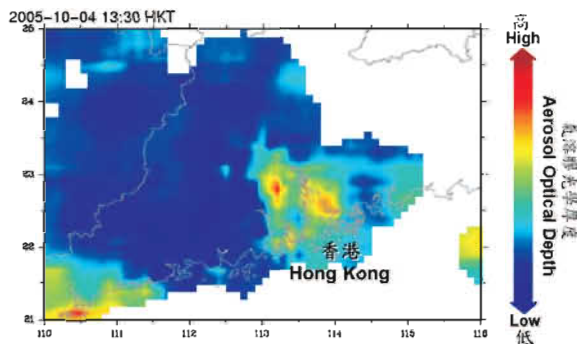 2005-10-04 13:30 HKT
高
High
25
24
23
22
21
香港
Hong Kong
110 111 112 113 114 115 116
Aerosol Optical Depth
氣溶膠光學厚度
Low
低